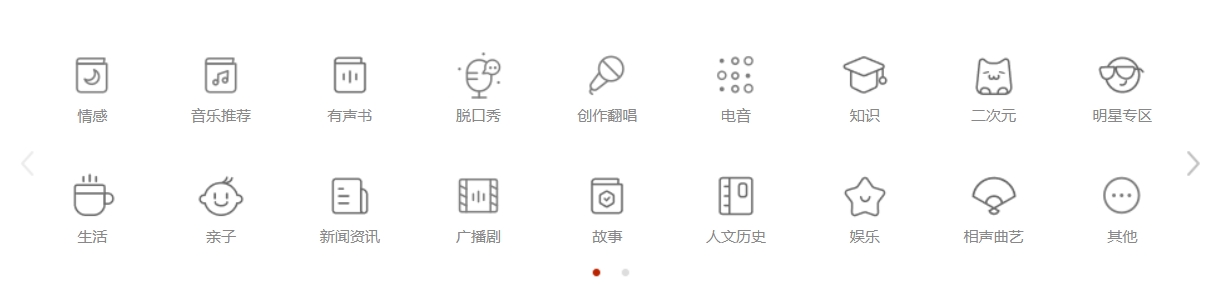 情感 音乐推荐 有声书 脱口秀 创作翻唱 电音 知识 二次元 明星专区
生活 亲子 新闻资讯 广播剧 故事 人文历史 娱乐 相声曲艺 其他